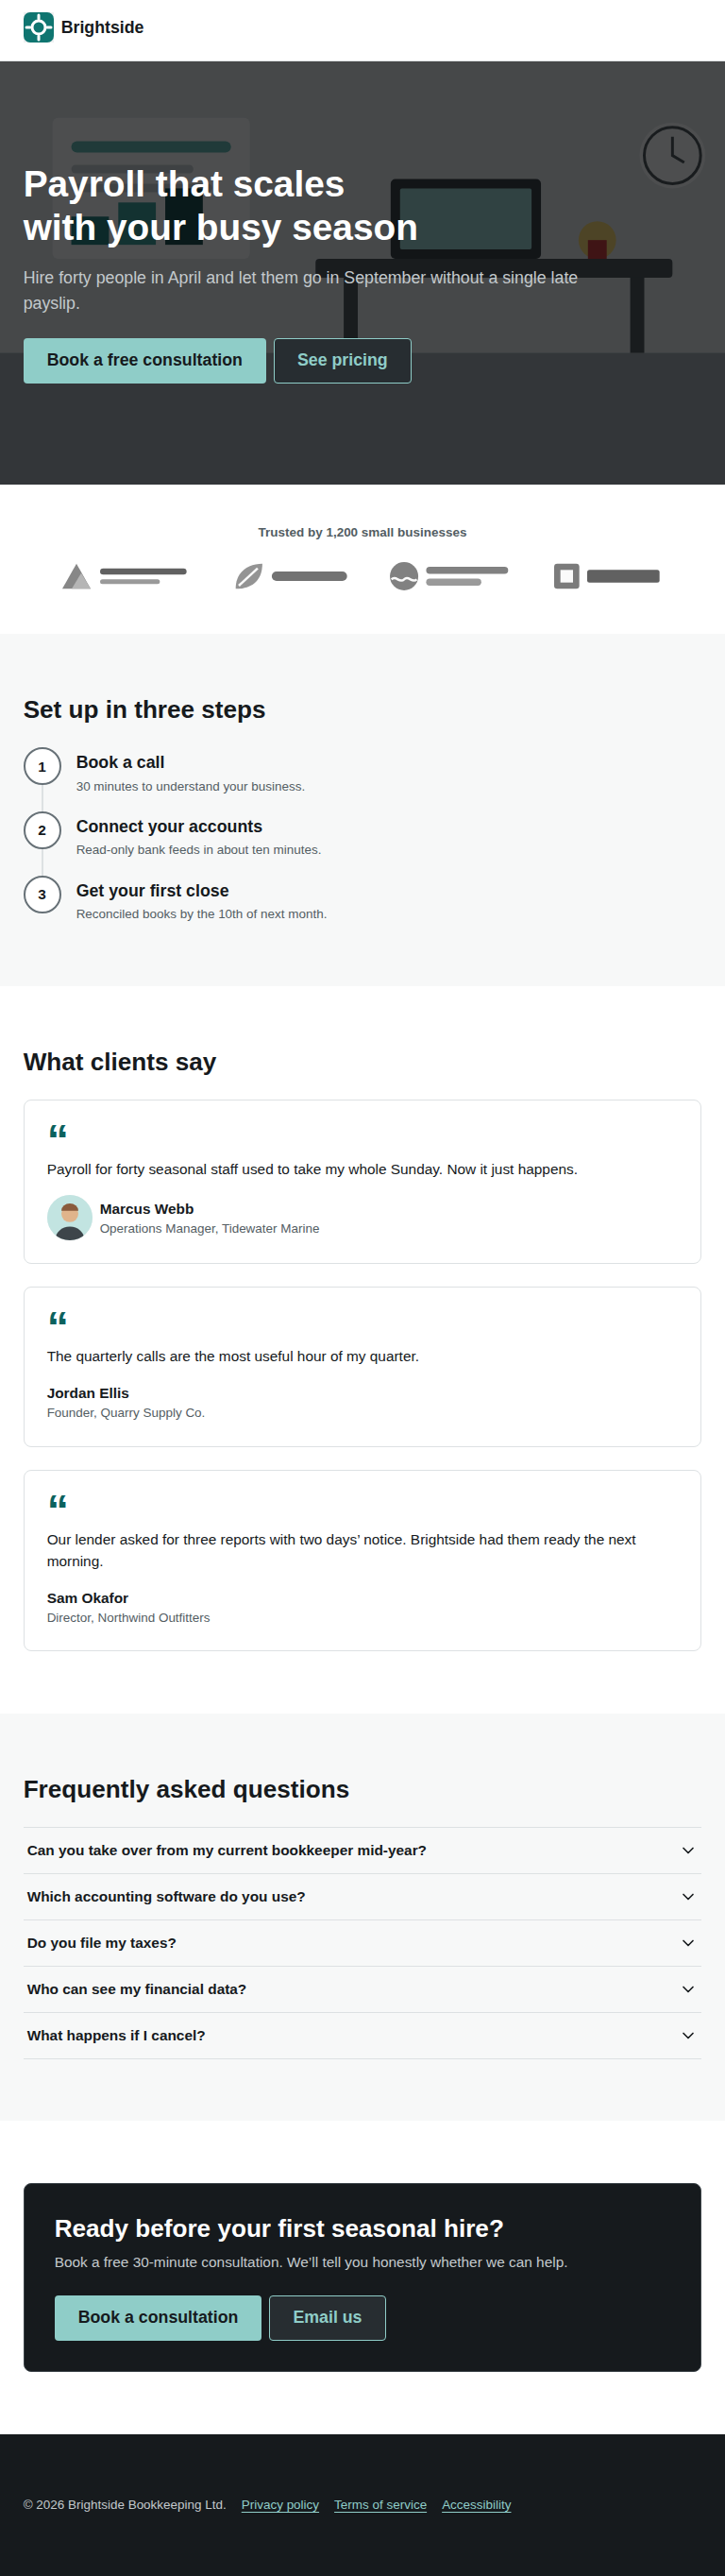 Brightside
Payroll that scales
with your busy season
Hire forty people in April and let them go in September without a single late
payslip.
Book a free consultation
See pricing
Trusted by 1,200 small businesses
Set up in three steps
1
Book a call
30 minutes to understand your business.
2
Connect your accounts
Read-only bank feeds in about ten minutes.
3
Get your first close
Reconciled books by the 10th of next month.
What clients say
“
Payroll for forty seasonal staff used to take my whole Sunday. Now it just happens.
Marcus Webb
Operations Manager, Tidewater Marine
“
The quarterly calls are the most useful hour of my quarter.
Jordan Ellis
Founder, Quarry Supply Co.
“
Our lender asked for three reports with two days’ notice. Brightside had them ready the next
morning.
Sam Okafor
Director, Northwind Outfitters
Frequently asked questions
Can you take over from my current bookkeeper mid-year?
Which accounting software do you use?
Do you file my taxes?
Who can see my financial data?
What happens if I cancel?
Ready before your first seasonal hire?
Book a free 30-minute consultation. We’ll tell you honestly whether we can help.
Book a consultation
Email us
© 2026 Brightside Bookkeeping Ltd. Privacy policy Terms of service Accessibility